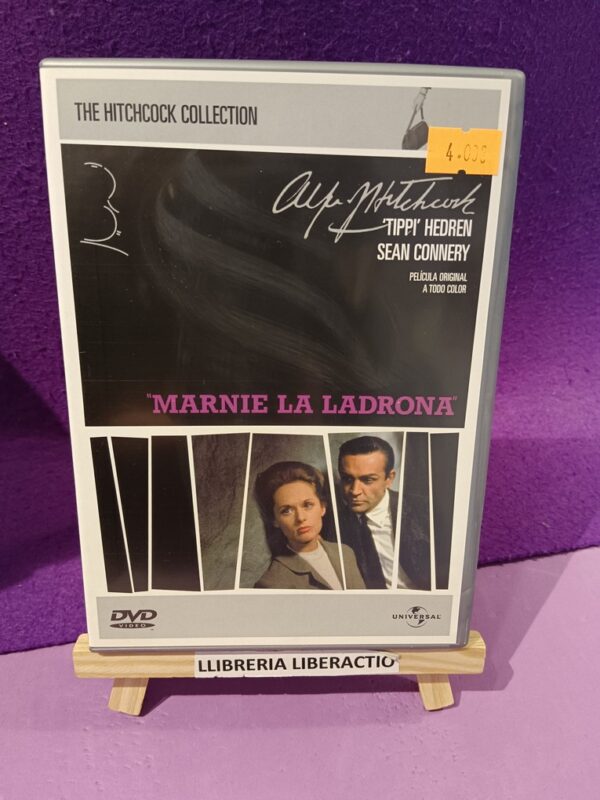 THE HITCHCOCK COLLECTION
4.00€
Alfred Hitchcock
'TIPPI' HEDREN
SEAN CONNERY
PELÍCULA ORIGINAL
A TODO COLOR
"MARNIE LA LADRONA"
DVD
VIDEO
UNIVERSAL
LLIBRERIA LIBERACTIO